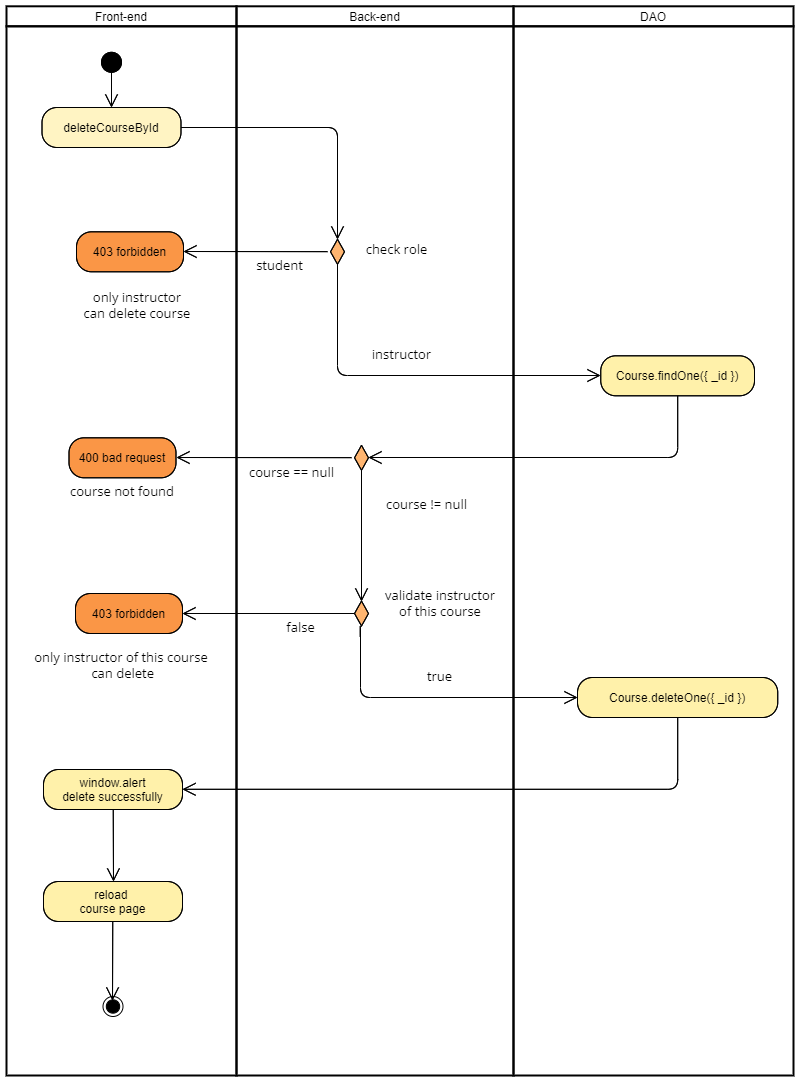 Front-end
Back-end
DAO
deleteCourseById
403 forbidden
check role
student
only instructor
can delete course
instructor
Course.findOne({ _id })
400 bad request
course == null
course not found
course != null
403 forbidden
validate instructor
of this course
false
only instructor of this course
can delete
true
Course.deleteOne({ _id })
window.alert
delete successfully
reload
course page